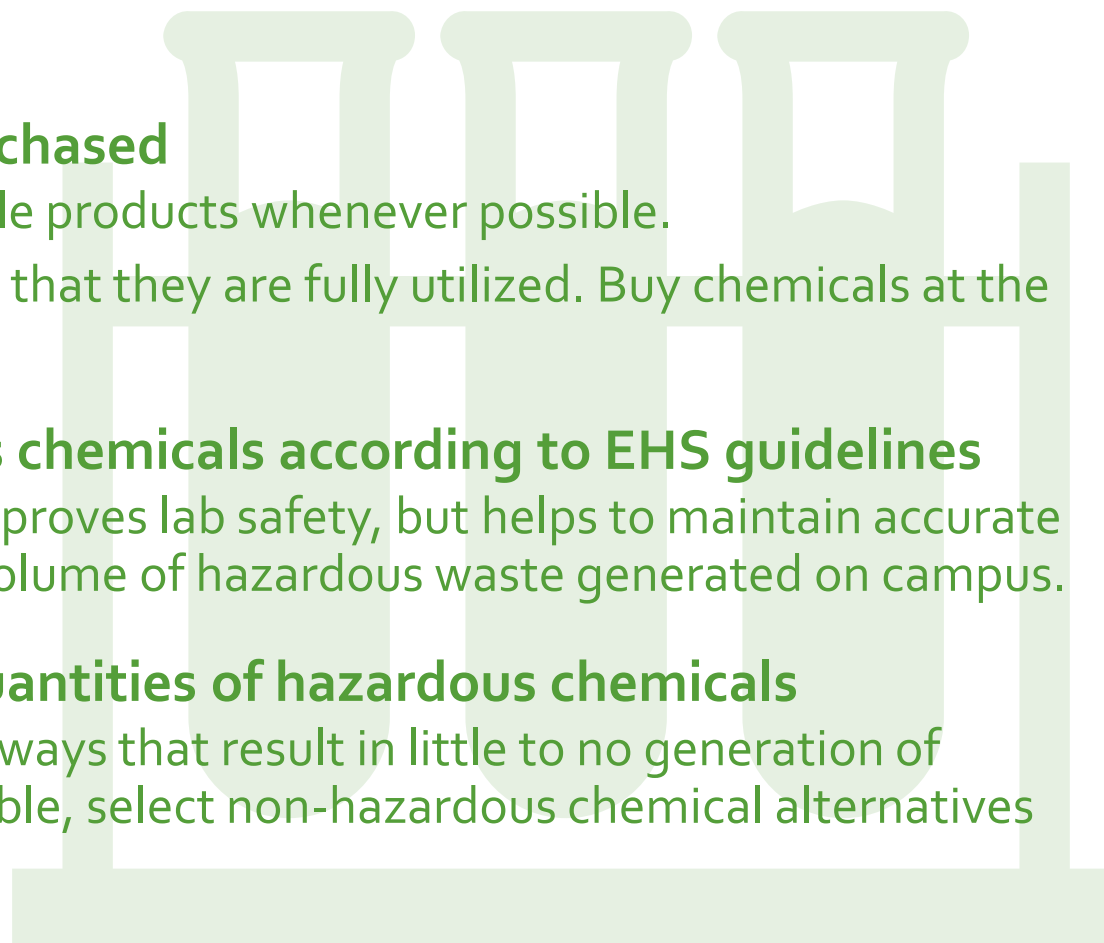 chased
le products whenever possible.
that they are fully utilized. Buy chemicals at the
s chemicals according to EHS guidelines
proves lab safety, but helps to maintain accurate
olume of hazardous waste generated on campus.
uantities of hazardous chemicals
ways that result in little to no generation of
ble, select non-hazardous chemical alternatives